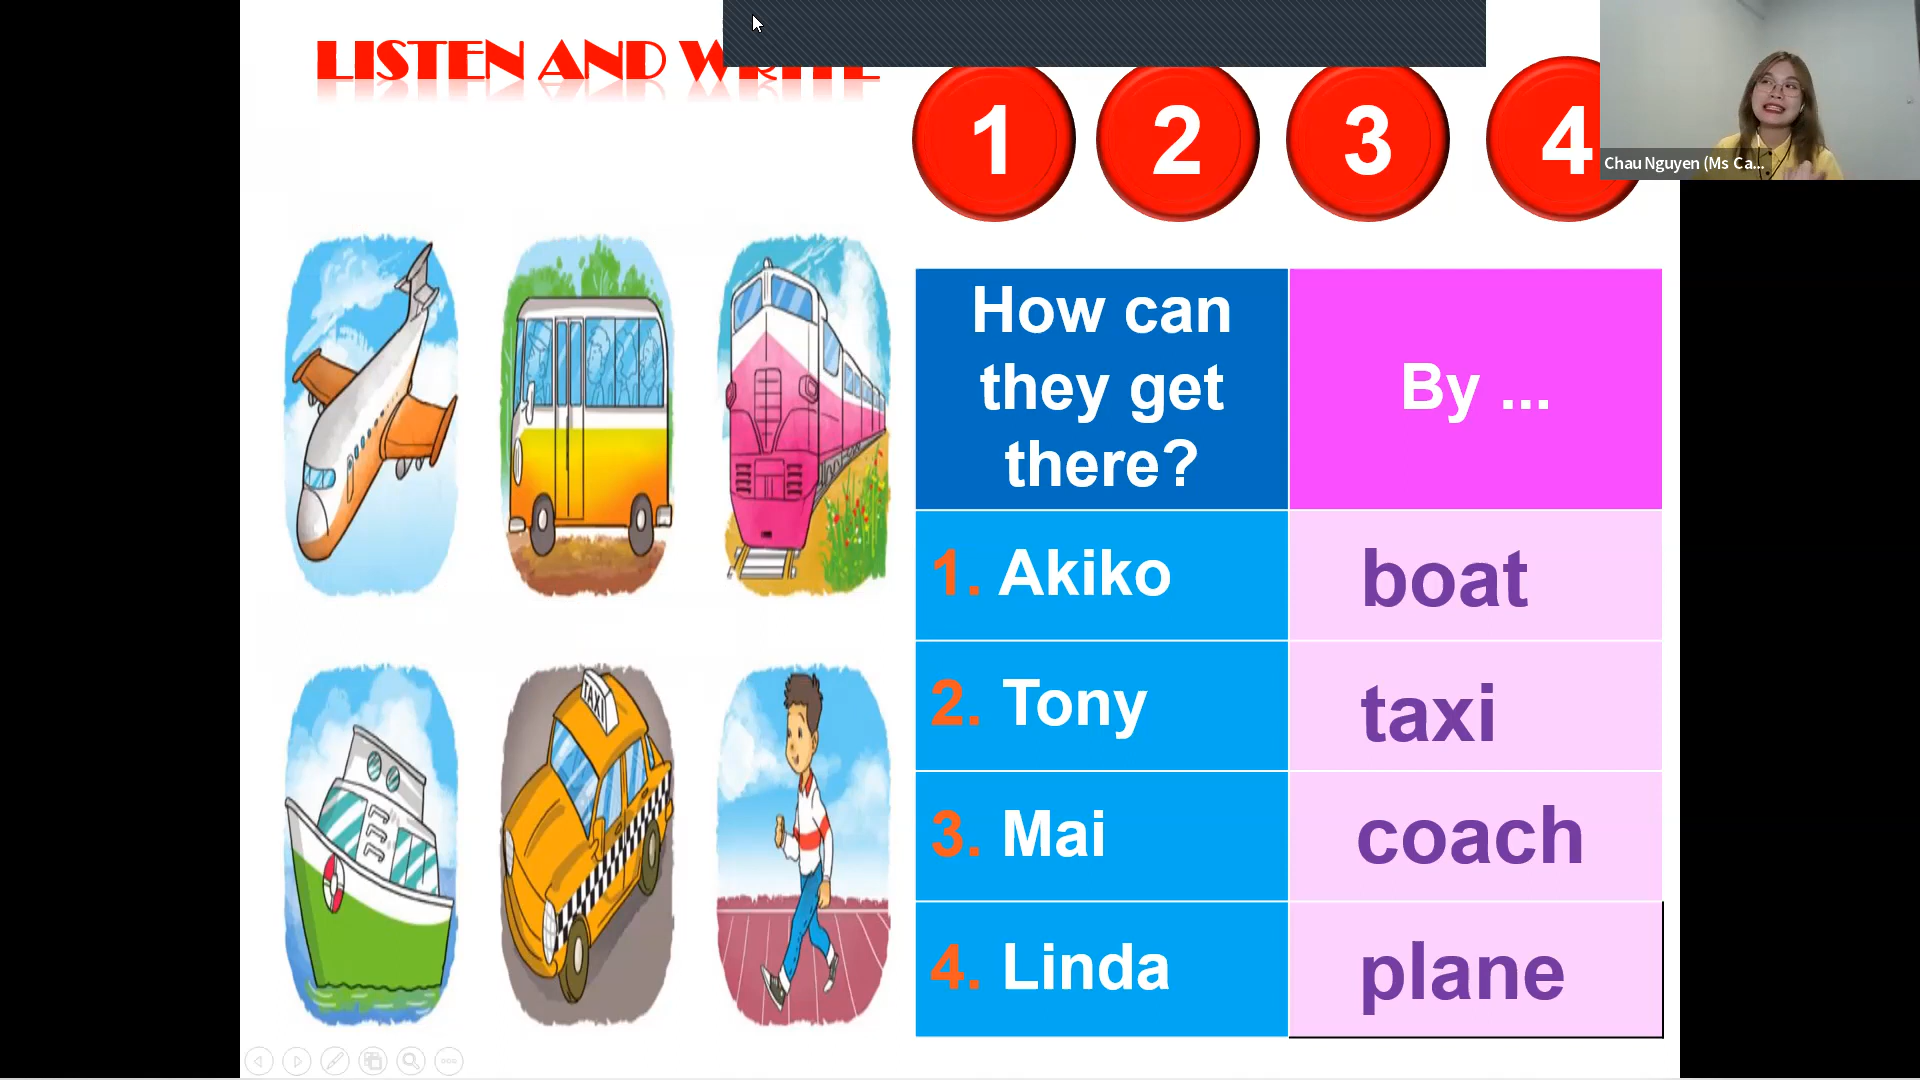 LISTEN AND WRITE
1 2 3 4
Chau Nguyen (Ms Ca...
How can
they get
there?
By ...
1. Akiko
boat
2. Tony
taxi
3. Mai
coach
4. Linda
plane
TAXI